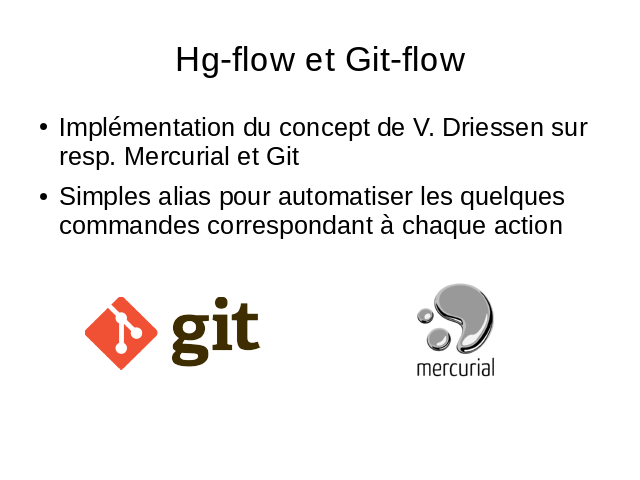 Hg-flow et Git-flow
• Implémentation du concept de V. Driessen sur
resp. Mercurial et Git
• Simples alias pour automatiser les quelques
commandes correspondant à chaque action
git
mercurial